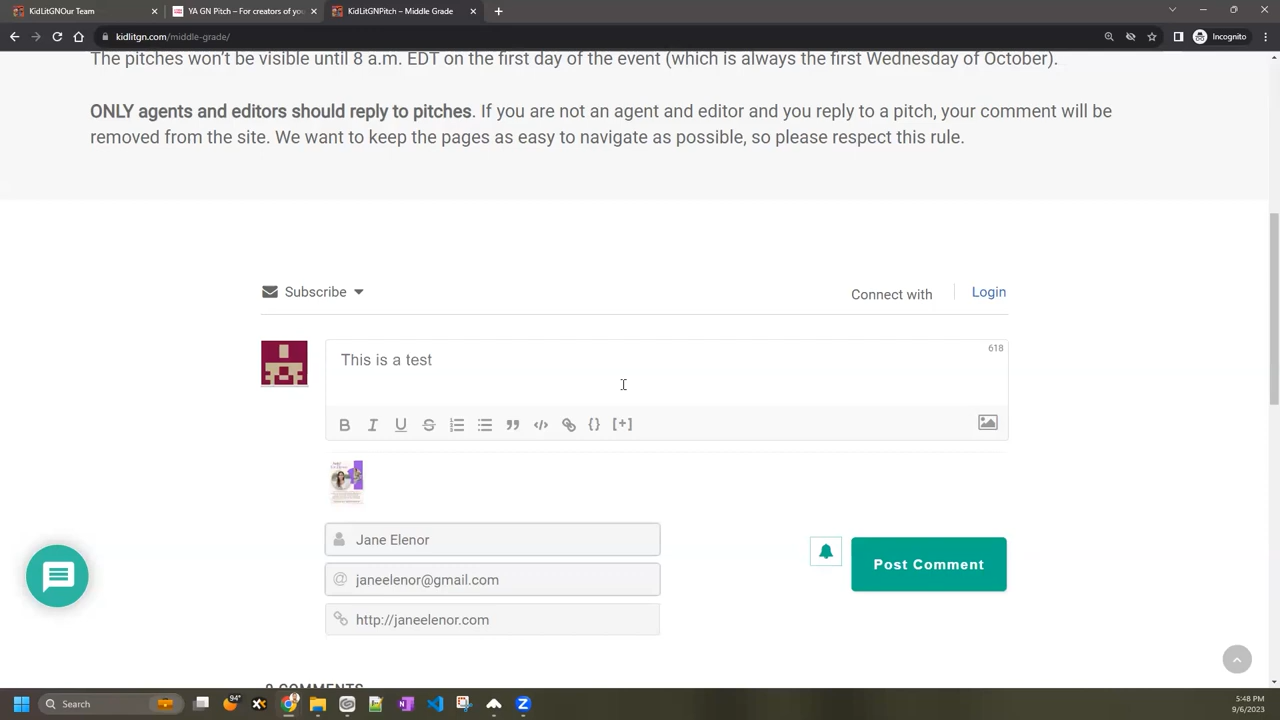 KidLitGNOur Team
YA GN Pitch – For creators of you
KidLitGNPitch – Middle Grade
kidlitgn.com/middle-grade/
Incognito
The pitches won't be visible until 8 a.m. EDT on the first day of the event (which is always the first Wednesday of October).
ONLY agents and editors should reply to pitches. If you are not an agent and editor and you reply to a pitch, your comment will be
removed from the site. We want to keep the pages as easy to navigate as possible, so please respect this rule.
Subscribe
Connect with
Login
This is a test
618
B I U S
{} [+]
Jane Elenor
janeelenor@gmail.com
Post Comment
http://janeelenor.com
COMMENTS
Search
94°
5:48 PM
9/6/2023